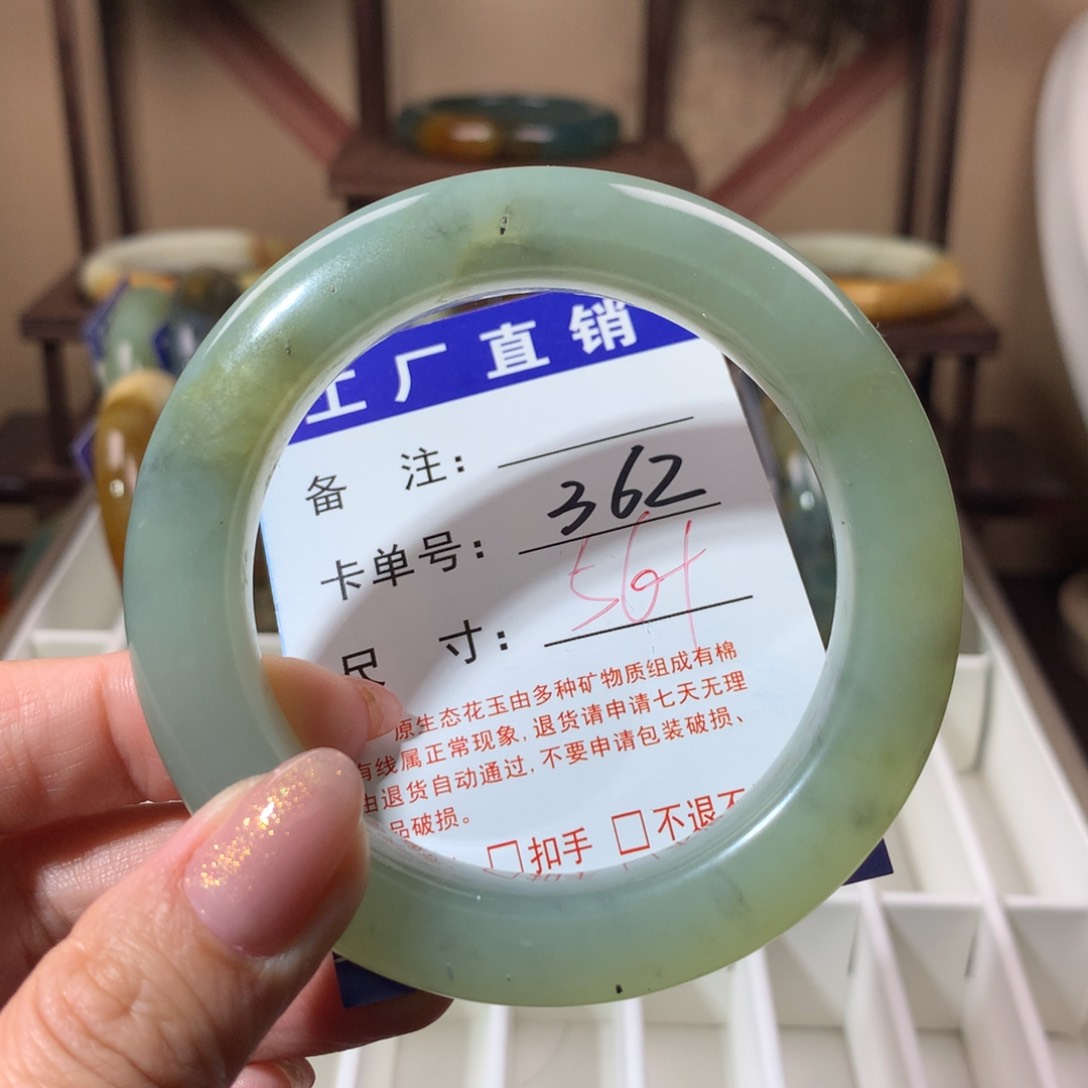 工厂直销
备 注：
卡单号：362
尺 寸：56+
原生态花玉由多种矿物质组成有棉
有线属正常现象，退货请申请七天无理
由退货自动通过，不要申请包装破损、
品破损。
□扣手 □不退不